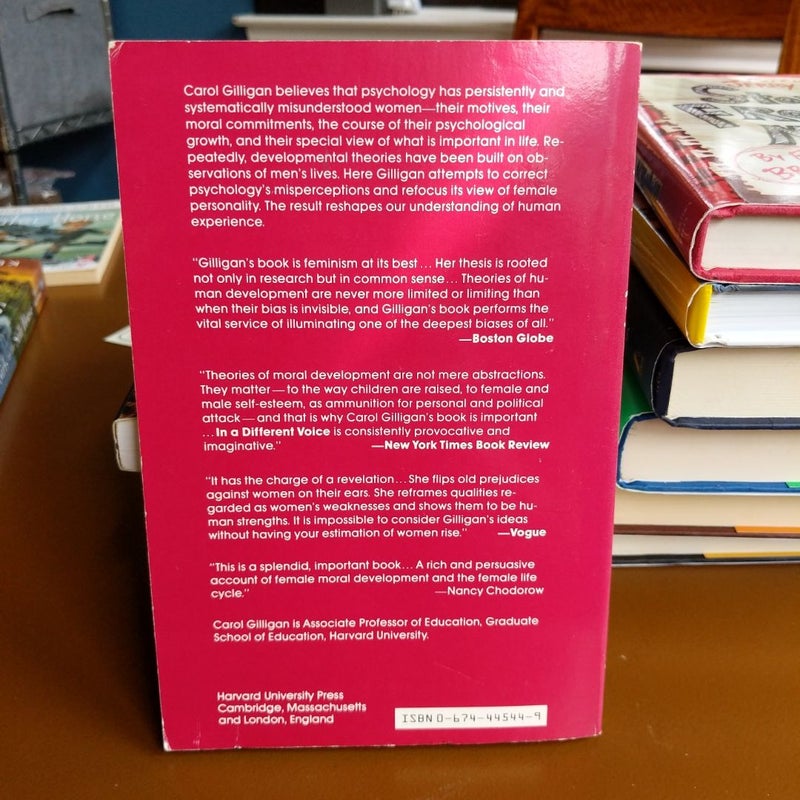 Carol Gilligan believes that psychology has persistently and
systematically misunderstood women—their motives, their
moral commitments, the course of their psychological
growth, and their special view of what is important in life. Re-
peatedly, developmental theories have been built on ob-
servations of men's lives. Here Gilligan attempts to correct
psychology's misperceptions and refocus its view of female
personality. The result reshapes our understanding of human
experience.
"Gilligan's book is feminism at its best... Her thesis is rooted
not only in research but in common sense... Theories of hu-
man development are never more limited or limiting than
when their bias is invisible, and Gilligan's book performs the
vital service of illuminating one of the deepest biases of all."
—Boston Globe
"Theories of moral development are not mere abstractions.
They matter—to the way children are raised, to female and
male self-esteem, as ammunition for personal and political
attack—and that is why Carol Gilligan's book is important
...In a Different Voice is consistently provocative and
imaginative." —New York Times Book Review
"It has the charge of a revelation... She flips old prejudices
against women on their ears. She reframes qualities re-
garded as women's weaknesses and shows them to be hu-
man strengths. It is impossible to consider Gilligan's ideas
without having your estimation of women rise." —Vogue
"This is a splendid, important book... A rich and persuasive
account of female moral development and the female life
cycle." —Nancy Chodorow
Carol Gilligan is Associate Professor of Education, Graduate
School of Education, Harvard University.
Harvard University Press
Cambridge, Massachusetts
and London, England
ISBN 0-674-44544-9